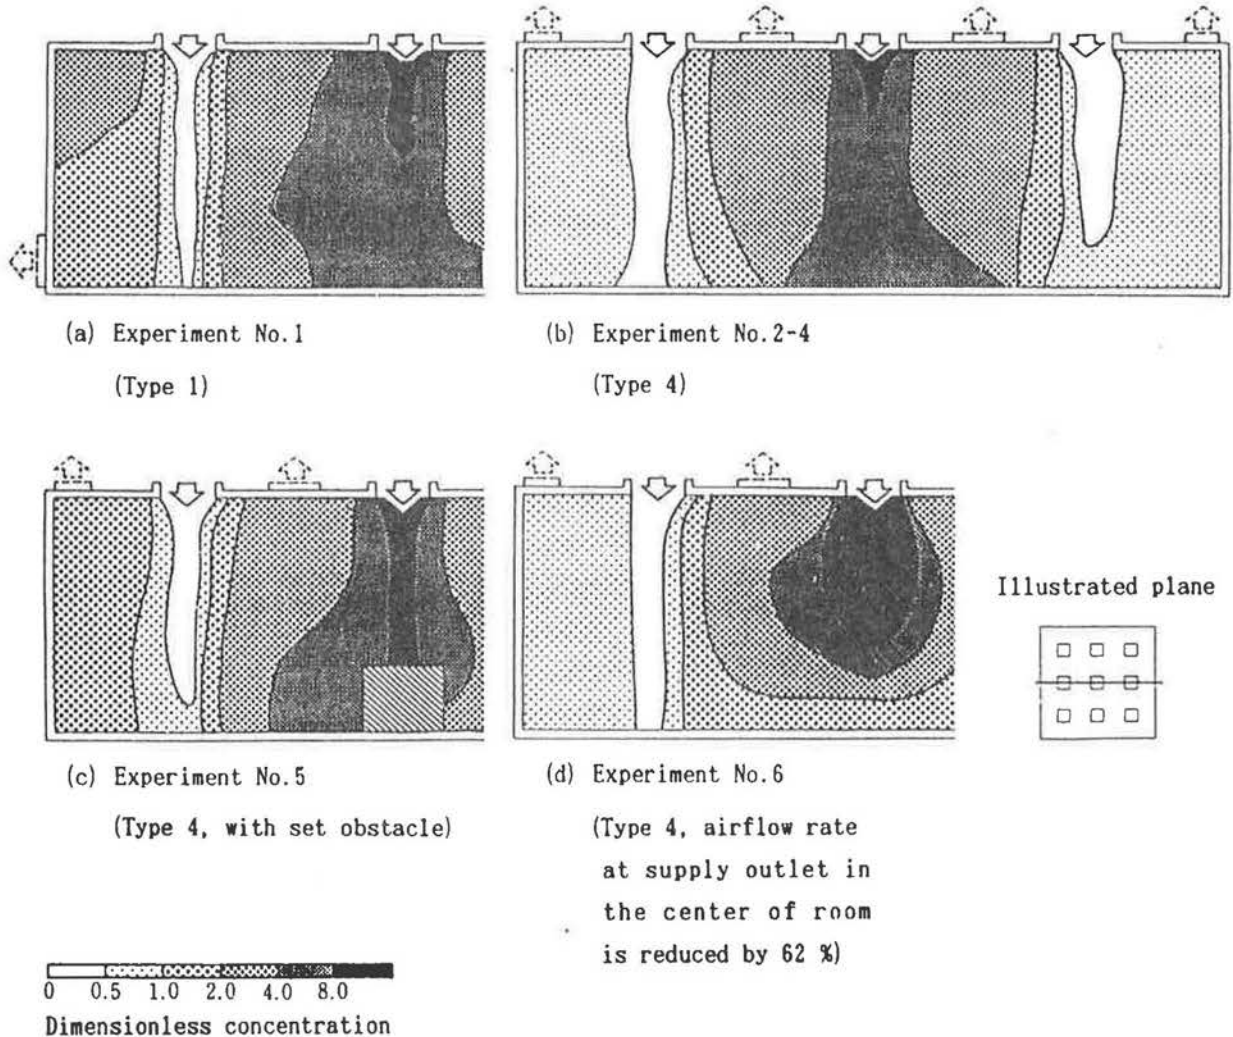 (a) Experiment No.1
(Type 1)
(b) Experiment No.2-4
(Type 4)
(c) Experiment No.5
(Type 4, with set obstacle)
(d) Experiment No.6
(Type 4, airflow rate
at supply outlet in
the center of room
is reduced by 62 %)
Illustrated plane
0 0.5 1.0 2.0 4.0 8.0
Dimensionless concentration